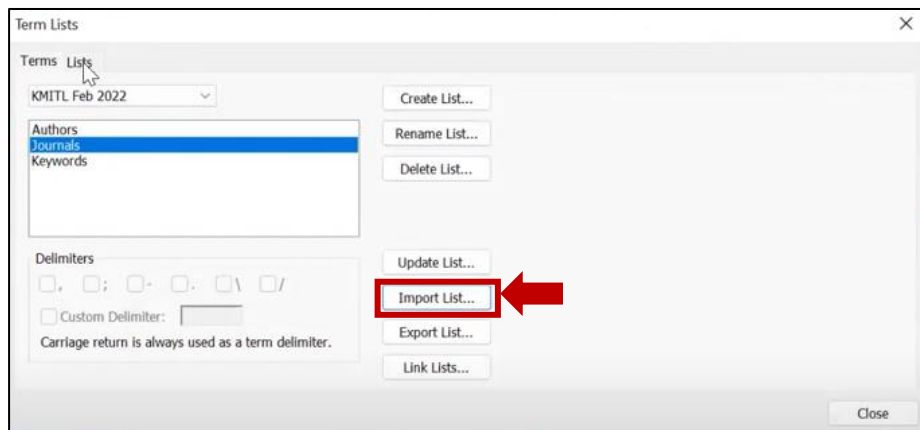 Term Lists
Terms Lists
KMITL Feb 2022
Create List...
Authors
Journals
Keywords
Rename List...
Delete List...
Delimiters
, ; - . \ /
Custom Delimiter:
Carriage return is always used as a term delimiter.
Update List...
Import List...
Export List...
Link Lists...
Close